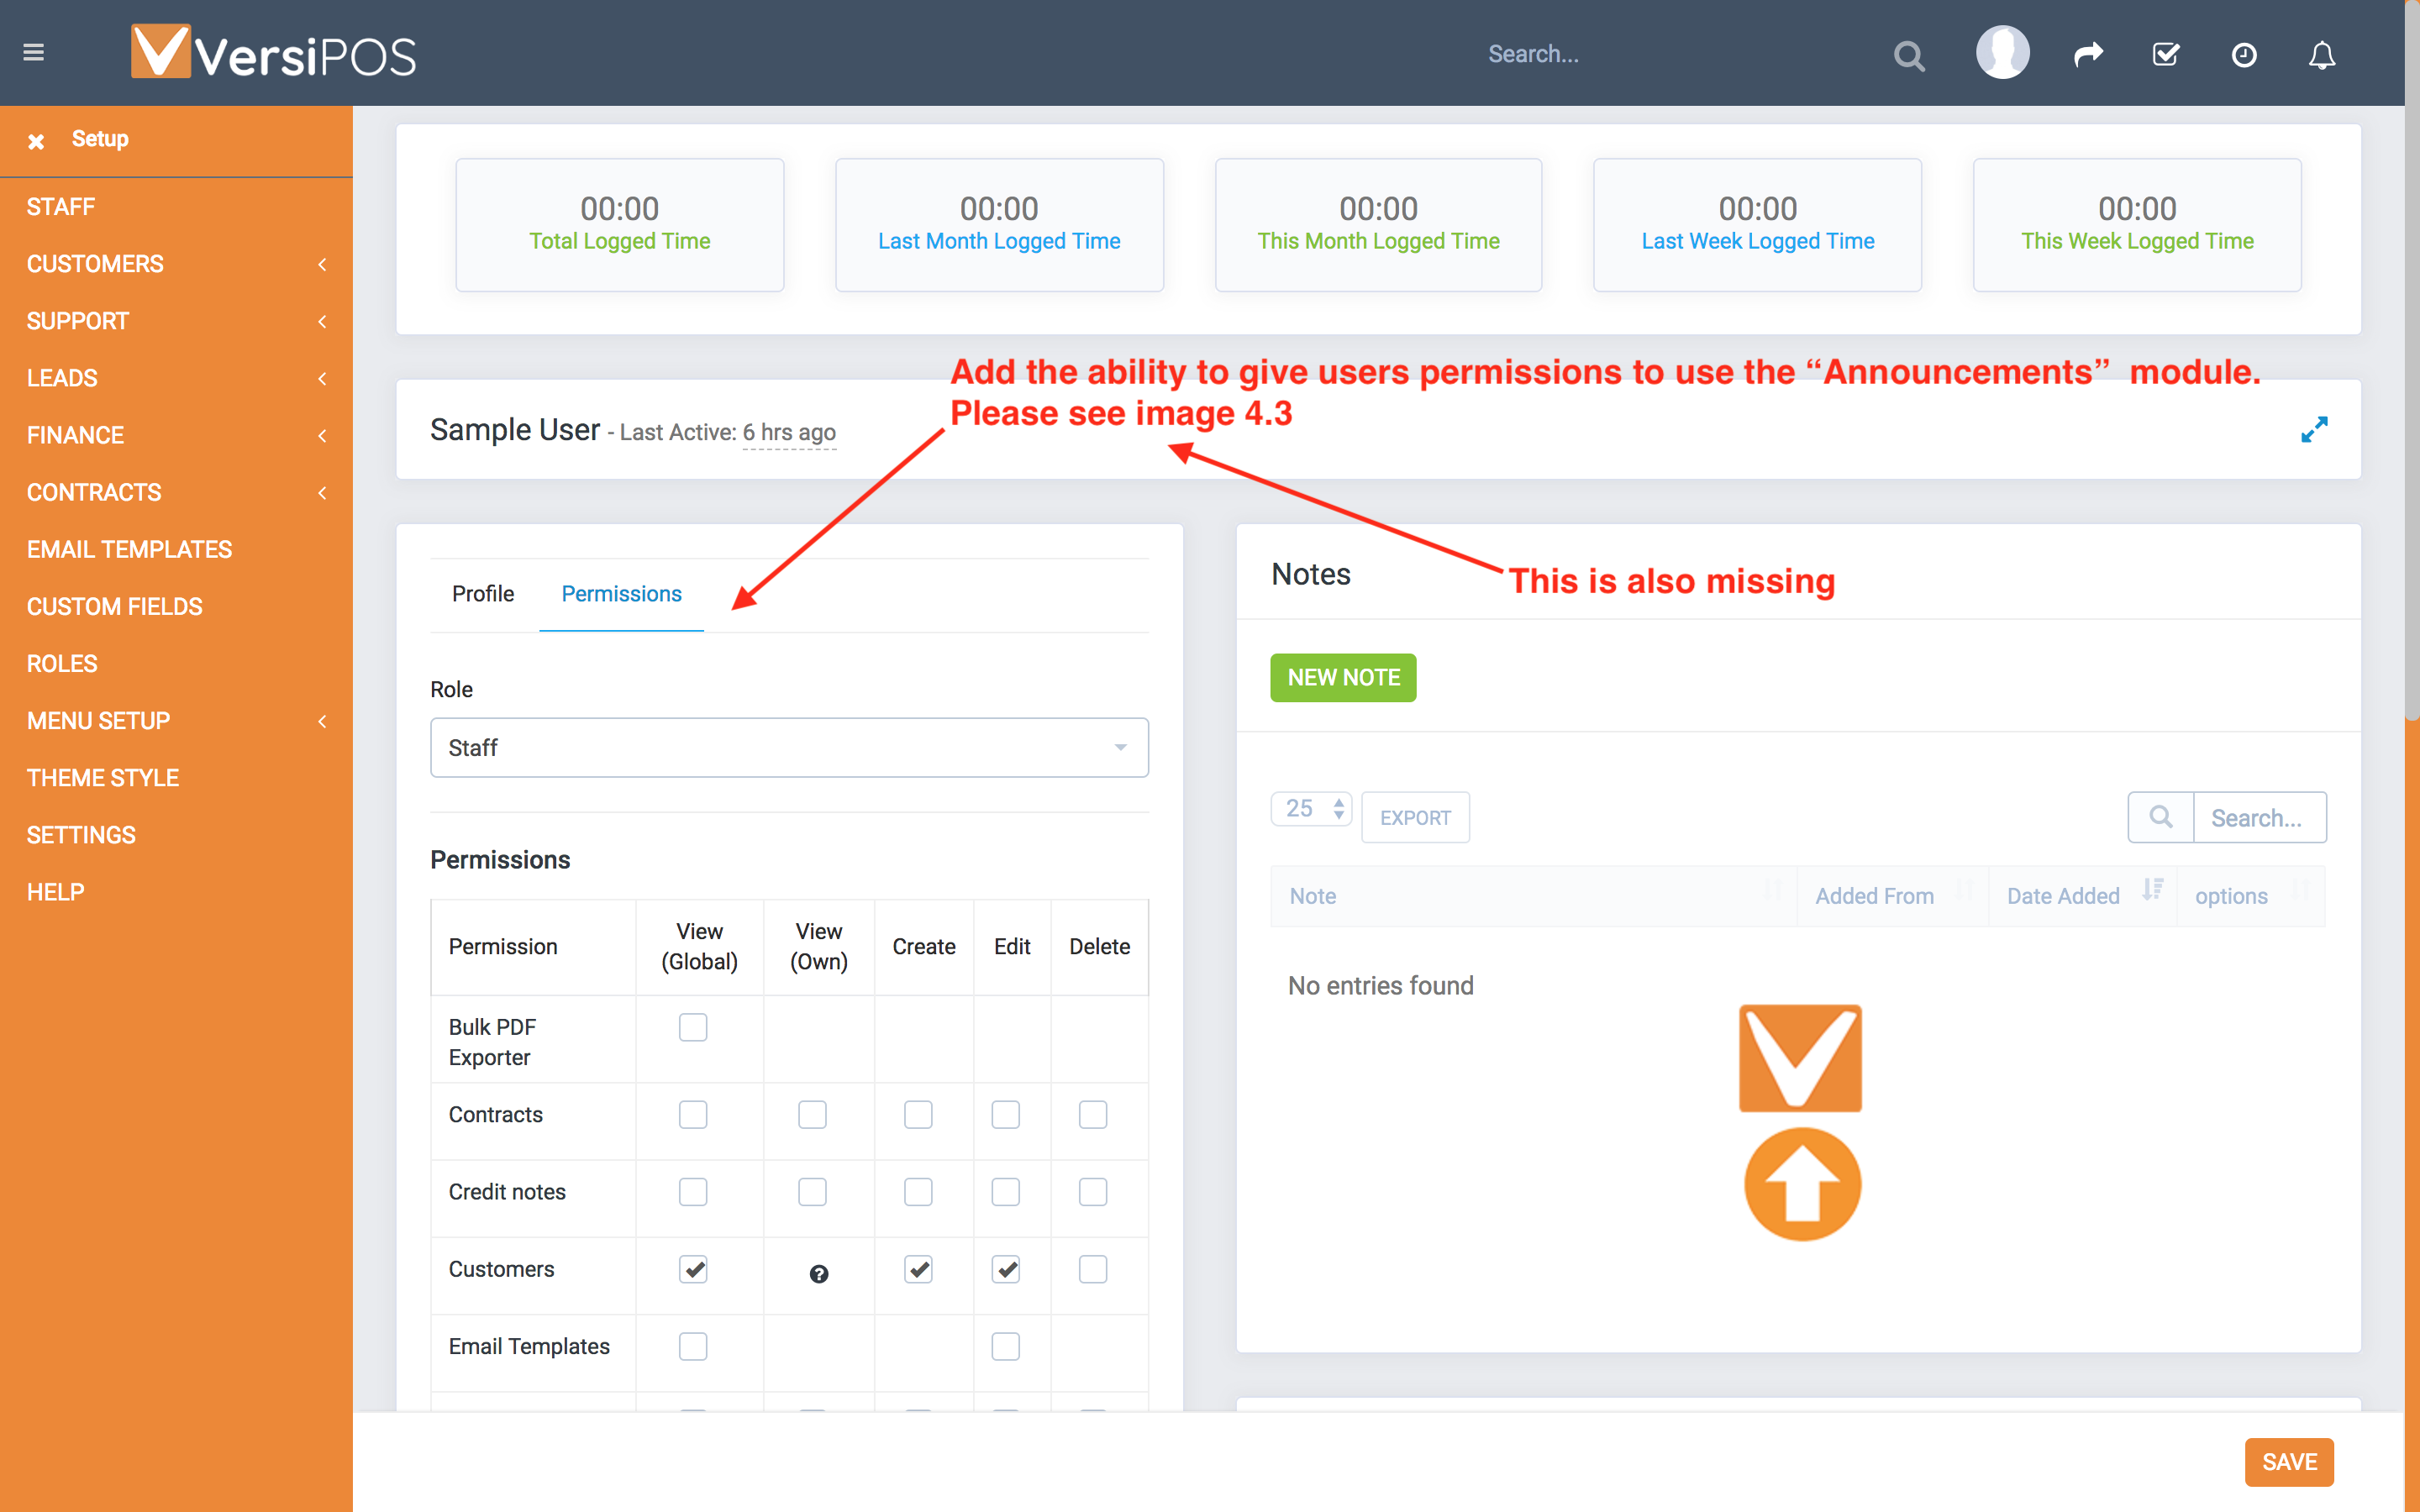 VersiPOS
Search...
Setup
STAFF
CUSTOMERS
SUPPORT
LEADS
FINANCE
CONTRACTS
EMAIL TEMPLATES
CUSTOM FIELDS
ROLES
MENU SETUP
THEME STYLE
SETTINGS
HELP
00:00
Total Logged Time
00:00
Last Month Logged Time
00:00
This Month Logged Time
00:00
Last Week Logged Time
00:00
This Week Logged Time
Add the ability to give users permissions to use the “Announcements” module.
Please see image 4.3
Sample User - Last Active: 6 hrs ago
This is also missing
Profile
Permissions
Role
Staff
Permissions
Permission
View
(Global)
View
(Own)
Create
Edit
Delete
Bulk PDF
Exporter
Contracts
Credit notes
Customers
?
Email Templates
Notes
NEW NOTE
25
EXPORT
Search...
Note
Added From
Date Added
options
No entries found
SAVE